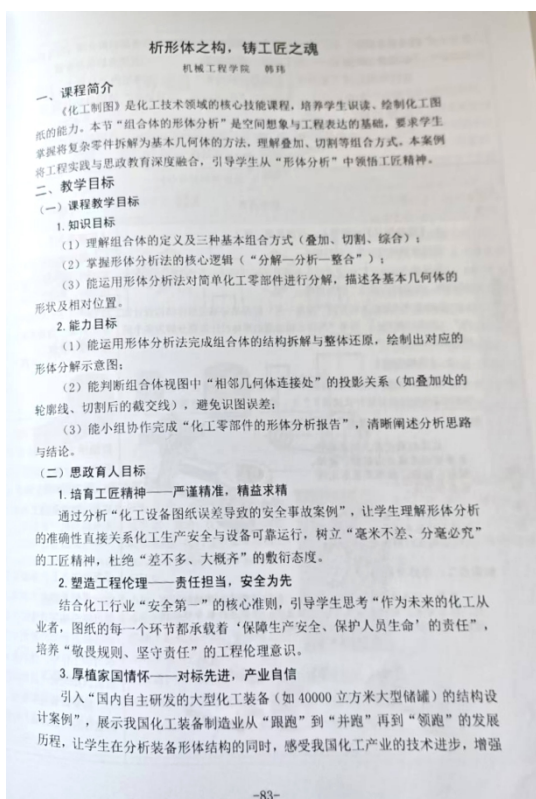 析形体之构，铸工匠之魂
机械工程学院 韩玮
一、课程简介
《化工制图》是化工技术领域的核心技能课程，培养学生识读、绘制化工图
纸的能力。本节“组合体的形体分析”是空间想象与工程表达的基础，要求学生
掌握将复杂零件拆解为基本几何体的方法，理解叠加、切割等组合方式。本案例
将工程实践与思政教育深度融合，引导学生从“形体分析”中领悟工匠精神。
二、教学目标
（一）课程教学目标
1.知识目标
（1）理解组合体的定义及三种基本组合方式（叠加、切割、综合）；
（2）掌握形体分析法的核心逻辑（“分解—分析—整合”）；
（3）能运用形体分析法对简单化工零部件进行分解，描述各基本几何体的
形状及相对位置。
2.能力目标
（1）能运用形体分析法完成组合体的结构拆解与整体还原，绘制出对应的
形体分解示意图；
（2）能判断组合体视图中“相邻几何体连接处”的投影关系（如叠加处的
轮廓线、切割后的截交线），避免识图误差；
（3）能小组协作完成“化工零部件的形体分析报告”，清晰阐述分析思路
与结论。
（二）思政育人目标
1.培育工匠精神——严谨精准，精益求精
通过分析“化工设备图纸误差导致的安全事故案例”，让学生理解形体分析
的准确性直接关系化工生产安全与设备可靠运行，树立“毫米不差、分毫必究”
的工匠精神，杜绝“差不多、大概齐”的敷衍态度。
2.塑造工程伦理——责任担当，安全为先
结合化工行业“安全第一”的核心准则，引导学生思考“作为未来的化工从
业者，图纸的每一个环节都承载着‘保障生产安全、保护人员生命’的责任”，
培养“敬畏规则、坚守责任”的工程伦理意识。
3.厚植家国情怀——对标先进，产业自信
引入“国内自主研发的大型化工装备（如 40000 立方米大型储罐）的结构设
计案例”，展示我国化工装备制造业从“跟跑”到“并跑”再到“领跑”的发展
历程，让学生在分析装备形体结构的同时，感受我国化工产业的技术进步，增强
-83-